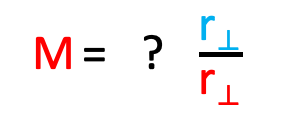 M = ? r⊥
r⊥